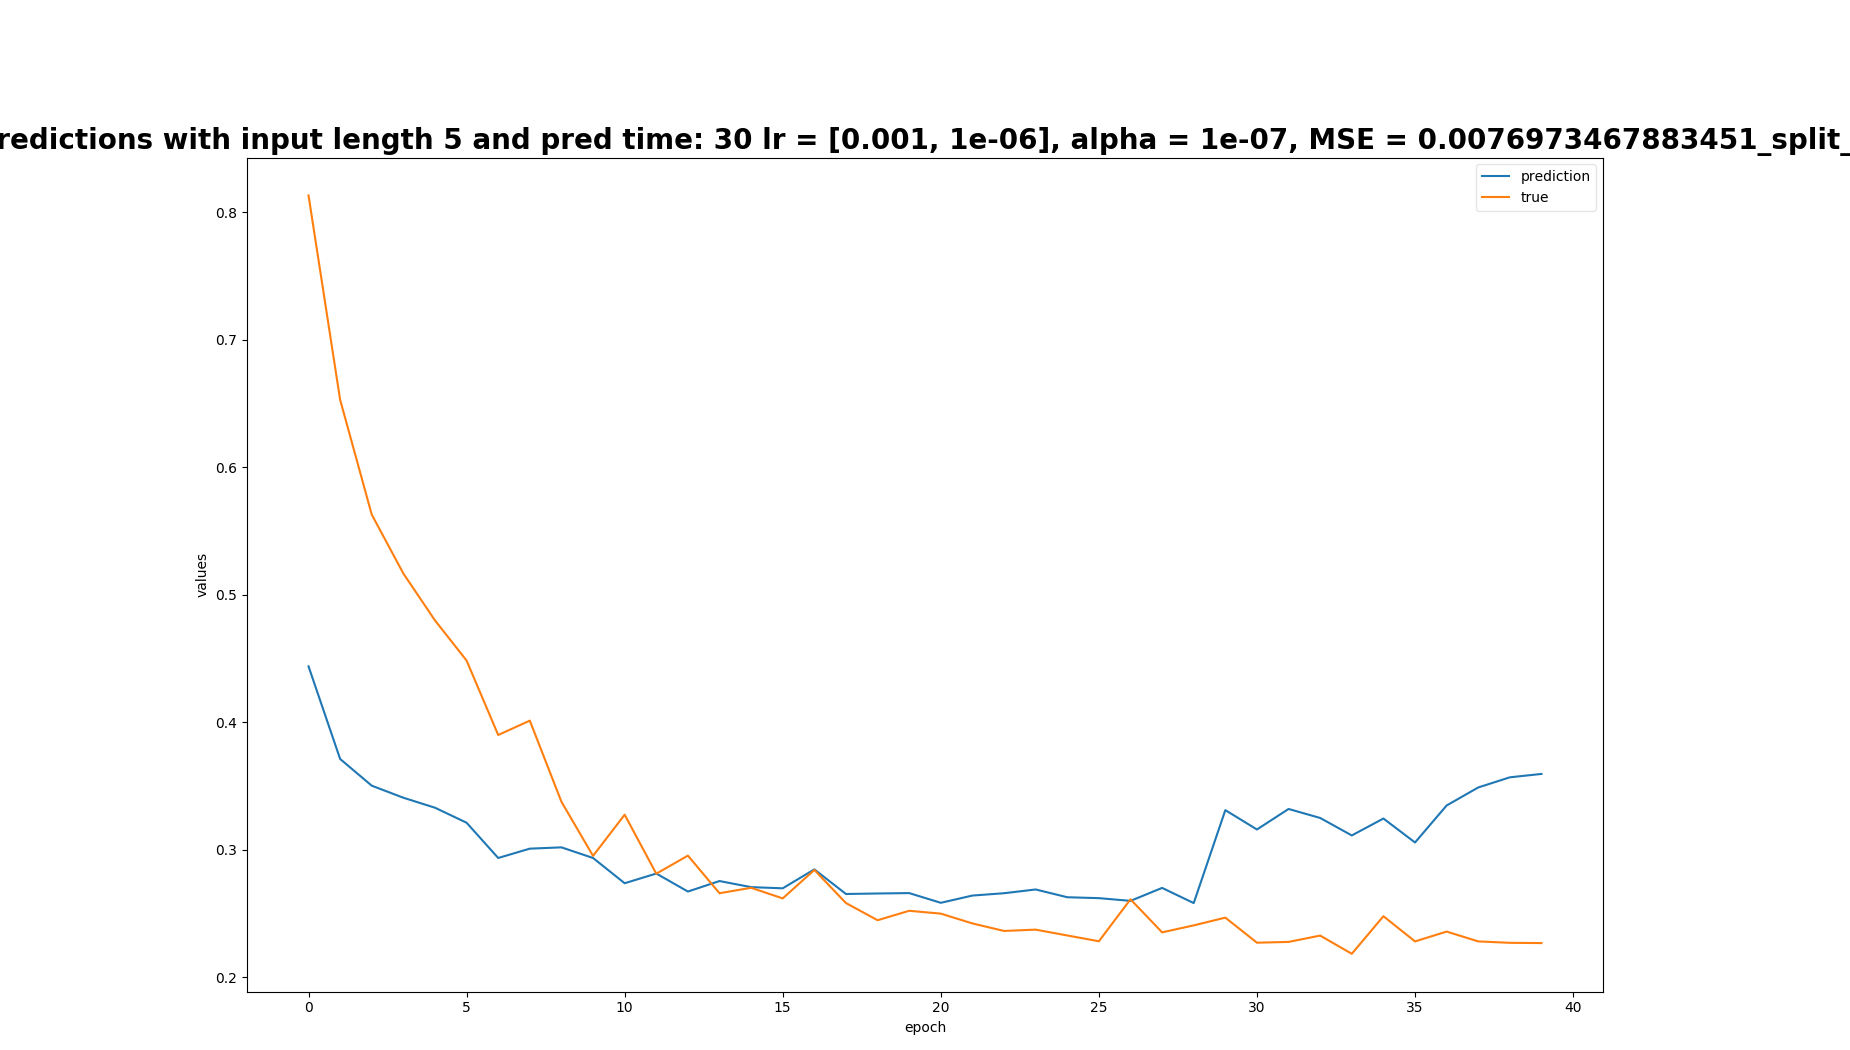 redictions with input length 5 and pred time: 30 lr = [0.001, 1e-06], alpha = 1e-07, MSE = 0.0076973467883451_split_
prediction
true
0.8
0.7
0.6
0.5
0.4
0.3
0.2
values
0 5 10 15 20 25 30 35 40
epoch